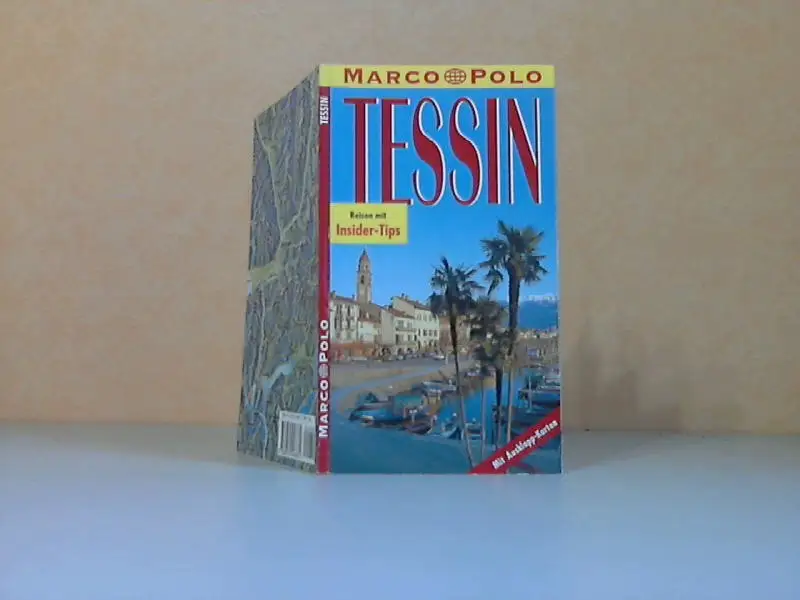 MARCO POLO
TESSIN
Reisen mit
Insider-Tips
Mit Ausklapp-Karten
TESSIN
MARCO POLO